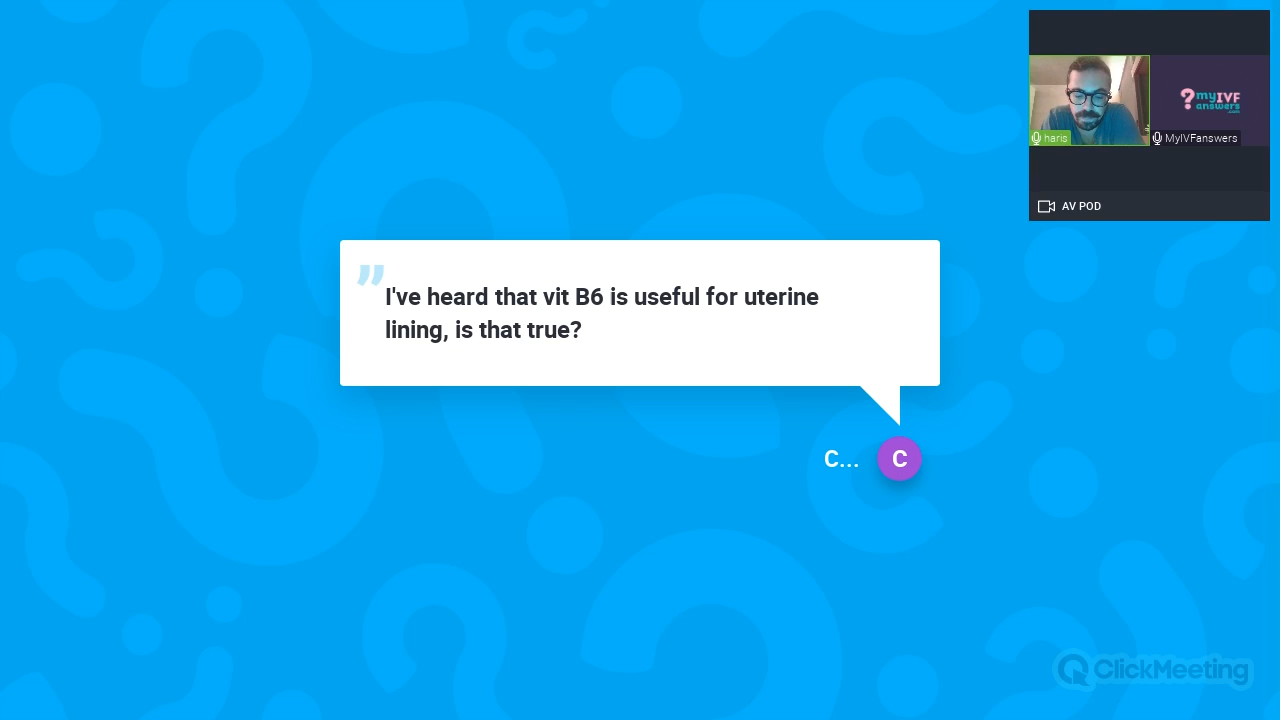 I've heard that vit B6 is useful for uterine
lining, is that true?
C...
C
haris
? myIVF
answers
.com
MyIVFanswers
AV POD
ClickMeeting